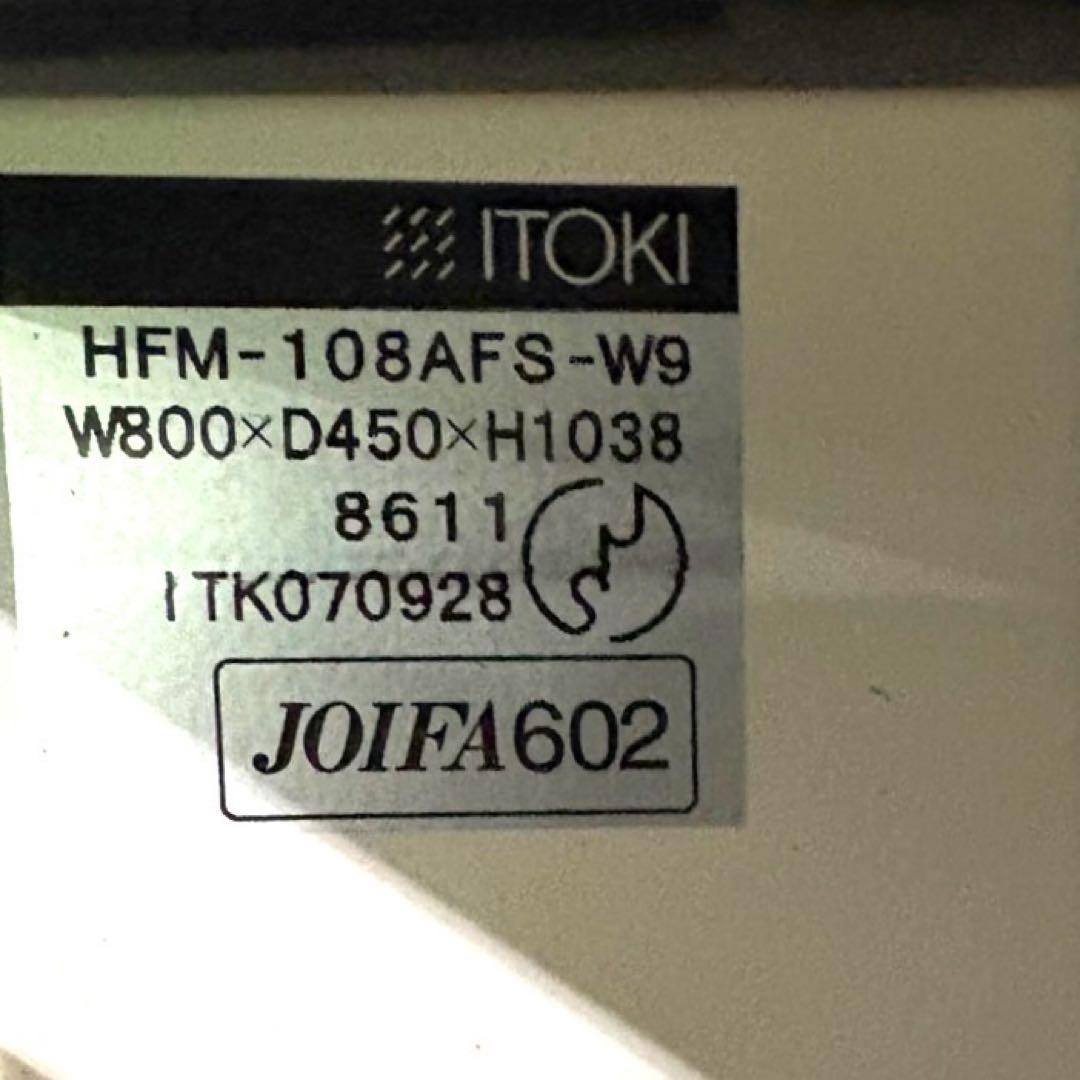 ITOKI
HFM-108AFS-W9
W800×D450×H1038
8611
ITK070928
JOIFA602